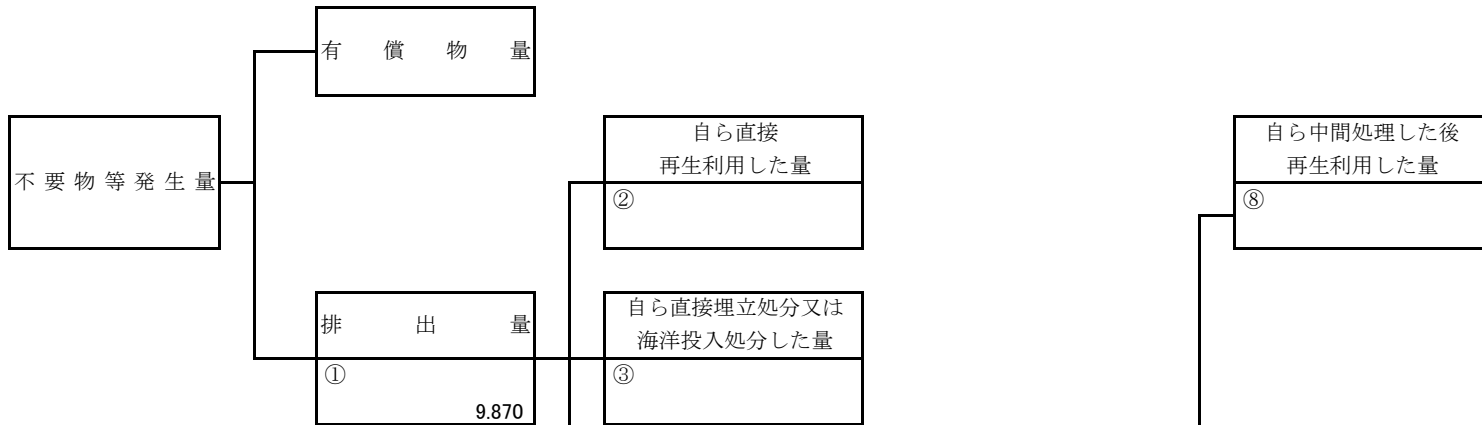 有償物量
自ら直接
再生利用した量
②
自ら中間処理した後
再生利用した量
⑧
不要物等発生量
排出量
①
9.870
自ら直接埋立処分又は
海洋投入処分した量
③